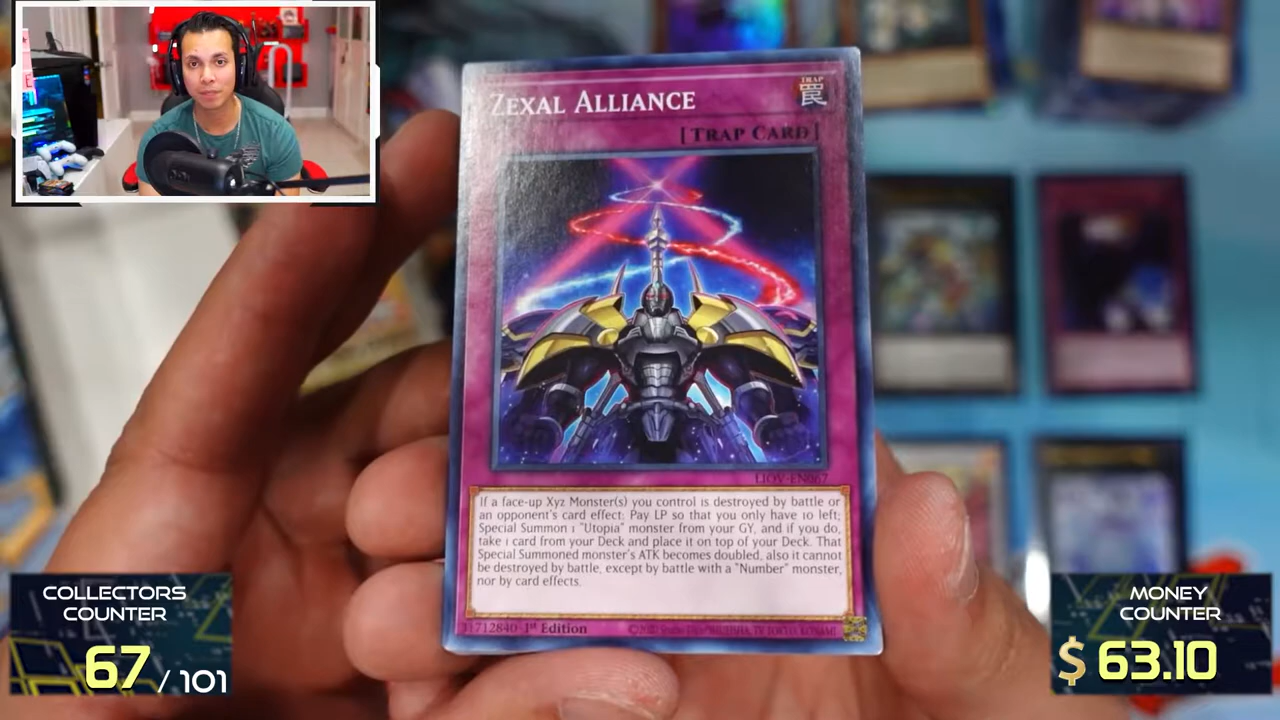 ZEXAL ALLIANCE
TRAP
罠
[TRAP CARD]
LIOV-EN067
If a face-up Xyz Monster(s) you control is destroyed by battle or
an opponent's card effect: Pay LP so that you only have 10 left;
Special Summon 1 "Utopia" monster from your GY, and if you do,
take 1 card from your Deck and place it on top of your Deck. That
Special Summoned monster's ATK becomes doubled, also it cannot
be destroyed by battle, except by battle with a "Number" monster,
nor by card effects.
31712840 1st Edition
KONAMI
COLLECTORS
COUNTER
67 / 101
MONEY
COUNTER
$ 63.10